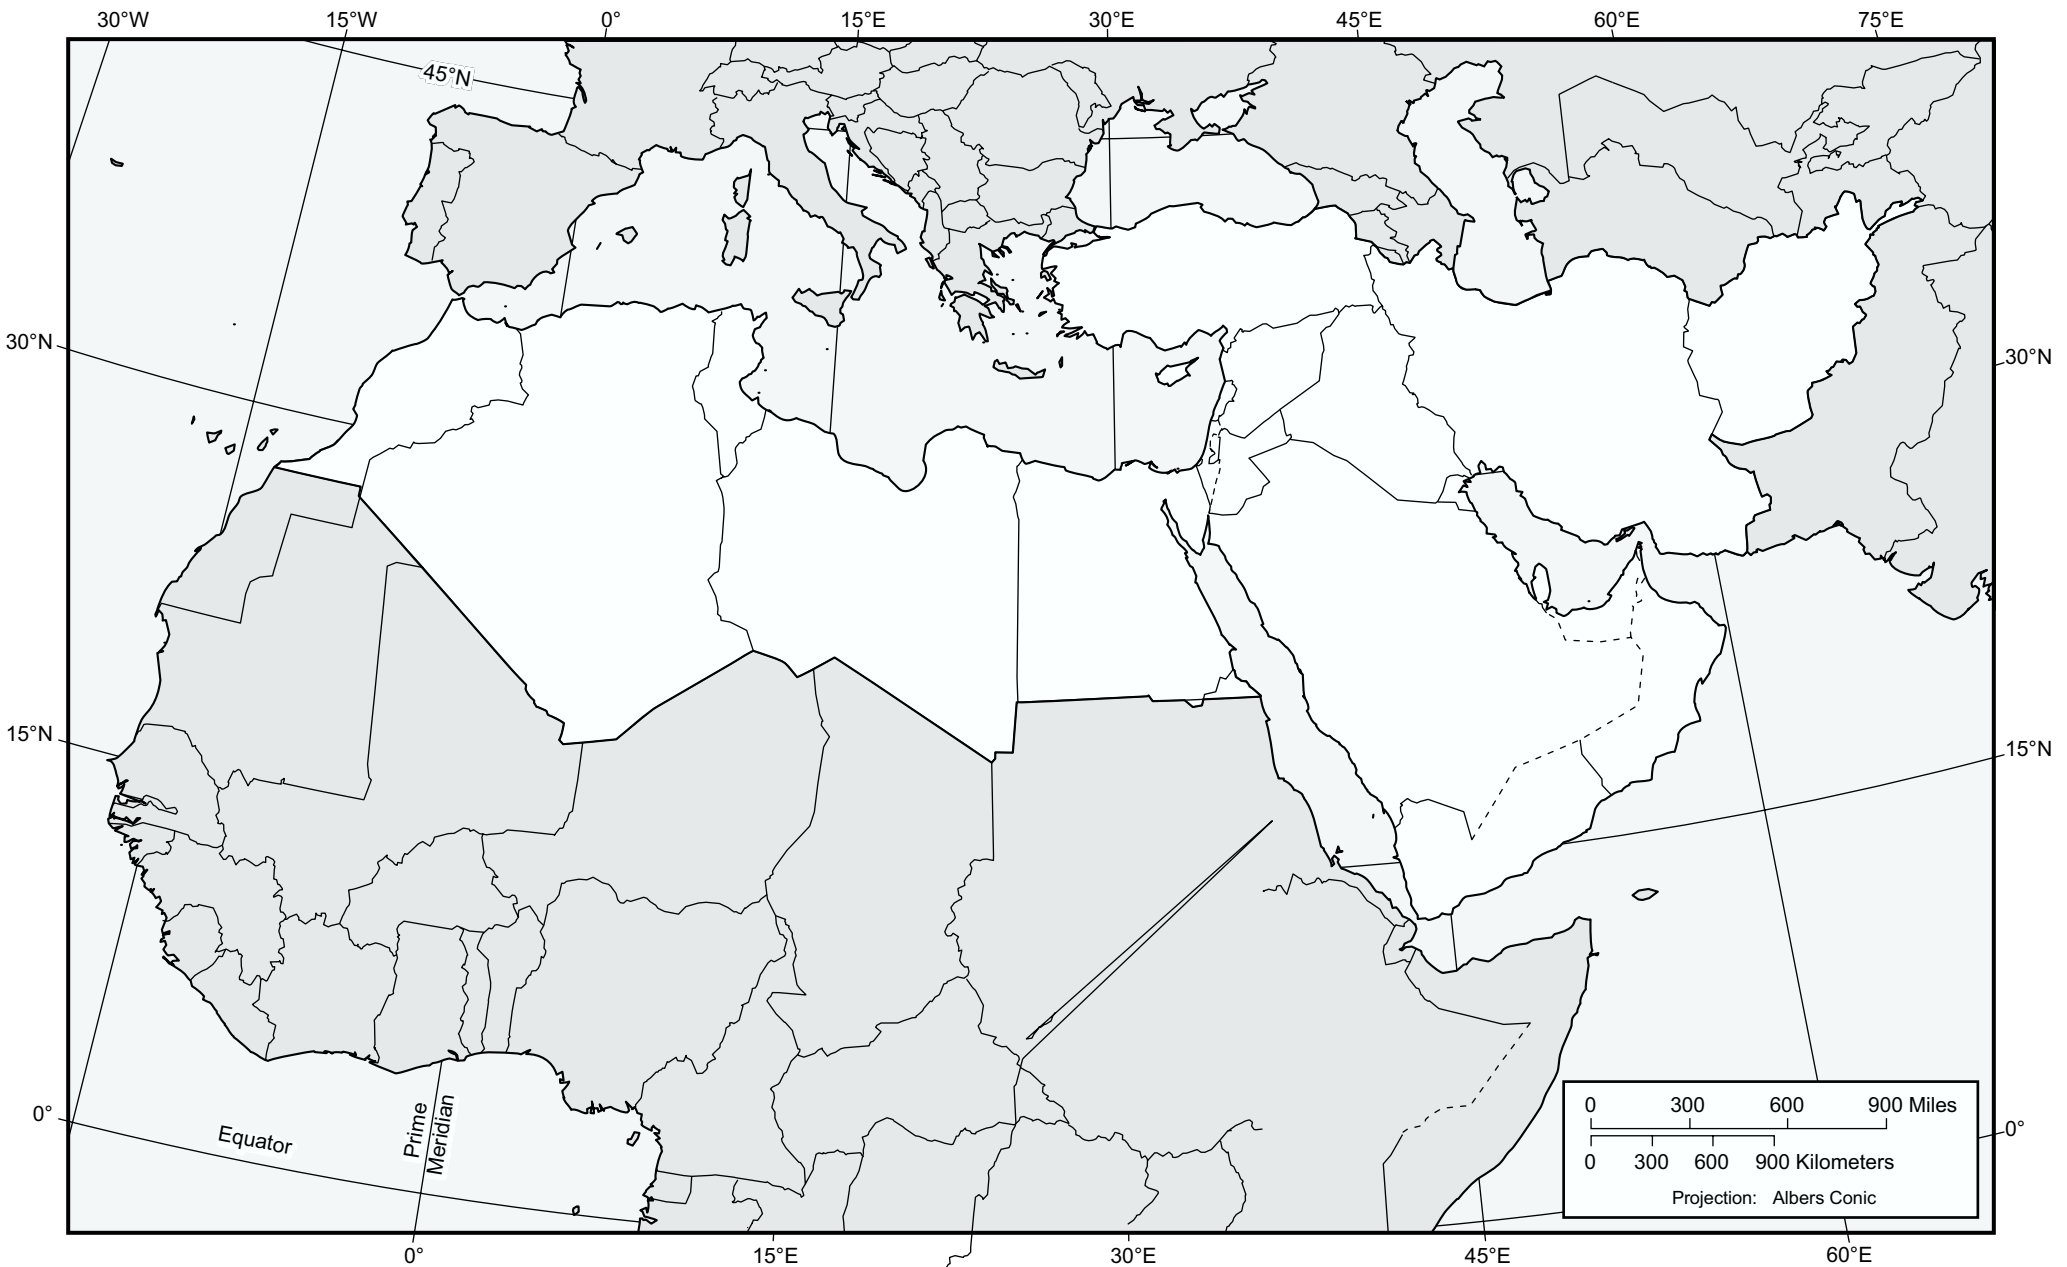 30°W 15°W 0° 15°E 30°E 45°E 60°E 75°E
45°N
30°N 30°N
15°N 15°N
0° 0°
Equator
Prime
Meridian
0 300 600 900 Miles
0 300 600 900 Kilometers
Projection: Albers Conic
0° 15°E 30°E 45°E 60°E